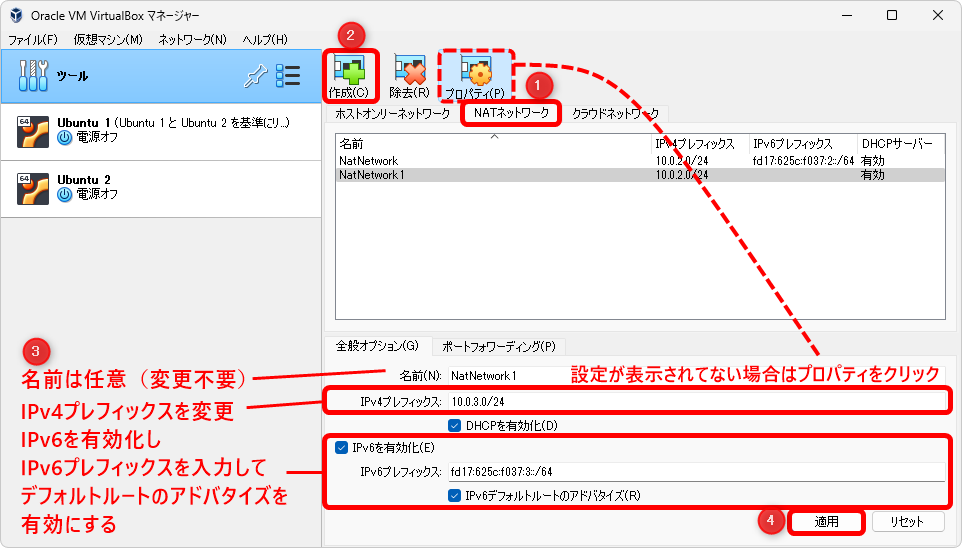 Oracle VM VirtualBox マネージャー
ファイル(F) 仮想マシン(M) ネットワーク(N) ヘルプ(H)
ツール
64
Ubuntu 1 (Ubuntu 1 と Ubuntu 2 を基準にり...)
電源オフ
64
Ubuntu 2
電源オフ
2
作成(C) 除去(R) プロパティ(P)
1
ホストオンリーネットワーク NATネットワーク クラウドネットワーク
名前 IPv4プレフィックス IPv6プレフィックス DHCPサーバー
NatNetwork 10.0.2.0/24 fd17:625c:f037:2::/64 有効
NatNetwork1 10.0.2.0/24 有効
全般オプション(G) ポートフォワーディング(P)
名前(N): NatNetwork1
設定が表示されてない場合はプロパティをクリック
IPv4プレフィックス: 10.0.3.0/24
DHCPを有効化(D)
IPv6を有効化(E)
IPv6プレフィックス: fd17:625c:f037:3::/64
IPv6デフォルトルートのアドバタイズ(R)
3
名前は任意（変更不要）
IPv4プレフィックスを変更
IPv6を有効化し
IPv6プレフィックスを入力して
デフォルトルートのアドバタイズを
有効にする
4
適用 リセット